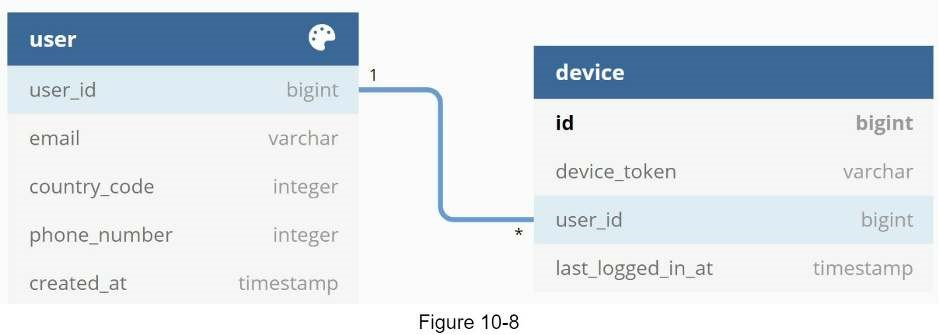 user
user_id bigint
email varchar
country_code integer
phone_number integer
created_at timestamp
1
*
device
id bigint
device_token varchar
user_id bigint
last_logged_in_at timestamp
Figure 10-8